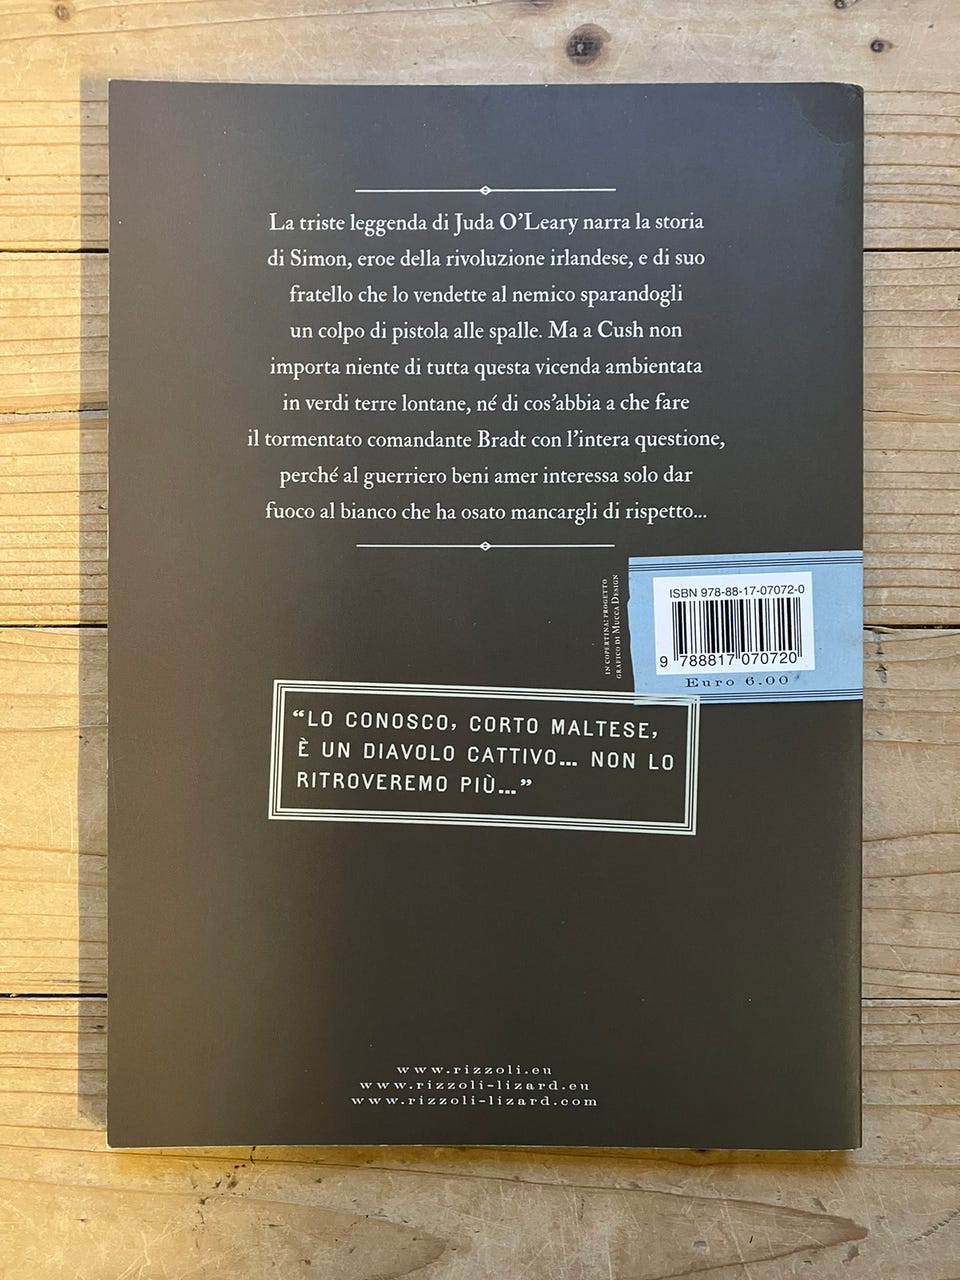 La triste leggenda di Juda O’Leary narra la storia
di Simon, eroe della rivoluzione irlandese, e di suo
fratello che lo vendette al nemico sparandogli
un colpo di pistola alle spalle. Ma a Cush non
importa niente di tutta questa vicenda ambientata
in verdi terre lontane, né di cos’abbia a che fare
il tormentato comandante Bradt con l’intera questione,
perché al guerriero beni amer interessa solo dar
fuoco al bianco che ha osato mancargli di rispetto...
IN COPERTINA: PROGETTO
GRAFICO DI MUCCA DESIGN
ISBN 978-88-17-07072-0
9 788817 070720
Euro 6.00
“LO CONOSCO, CORTO MALTESE,
È UN DIAVOLO CATTIVO... NON LO
RITROVEREMO PIÙ...”
www.rizzoli.eu
www.rizzoli-lizard.eu
www.rizzoli-lizard.com